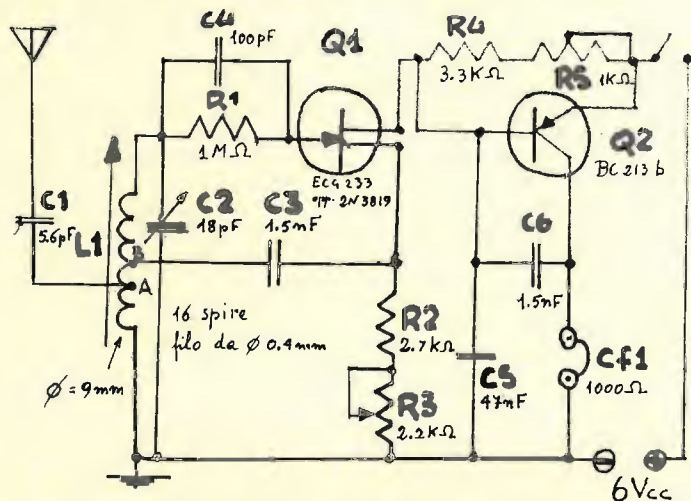 C4
100pF
Q1
R4
3.3KΩ
R5
1KΩ
R1
1MΩ
ECG 233
"T" 2N3819
Q2
BC 213 b
C1
5.6pF
L1
C2
18pF
C3
1.5nF
C6
1.5nF
B
A
16 spire
filo da ϕ 0.4mm
R2
2.7KΩ
C5
47nF
Cf1
1000Ω
ϕ = 9mm
R3
2.2KΩ
6Vcc